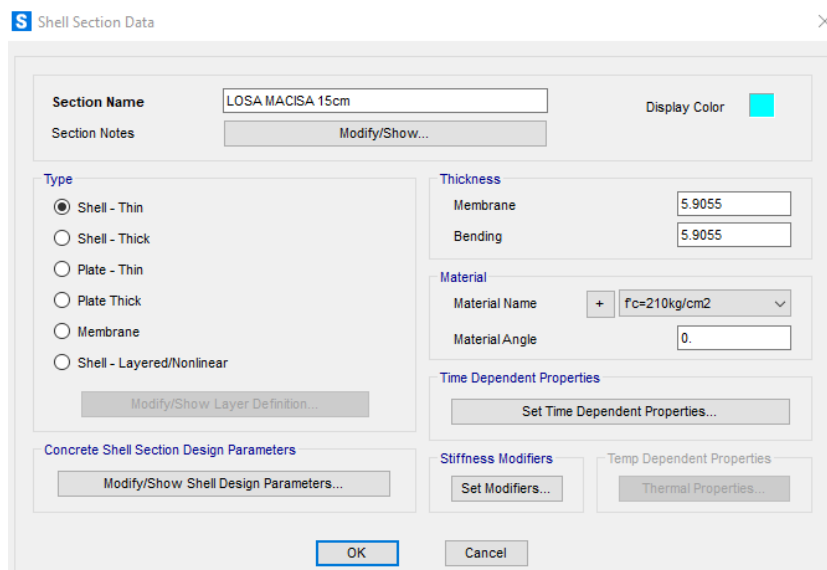 S Shell Section Data
Section Name LOSA MACISA 15cm Display Color
Section Notes Modify/Show...
Type
Shell - Thin
Shell - Thick
Plate - Thin
Plate Thick
Membrane
Shell - Layered/Nonlinear
Modify/Show Layer Definition...
Thickness
Membrane 5.9055
Bending 5.9055
Material
Material Name + f'c=210kg/cm2
Material Angle 0.
Time Dependent Properties
Set Time Dependent Properties...
Concrete Shell Section Design Parameters
Modify/Show Shell Design Parameters...
Stiffness Modifiers
Set Modifiers...
Temp Dependent Properties
Thermal Properties...
OK Cancel